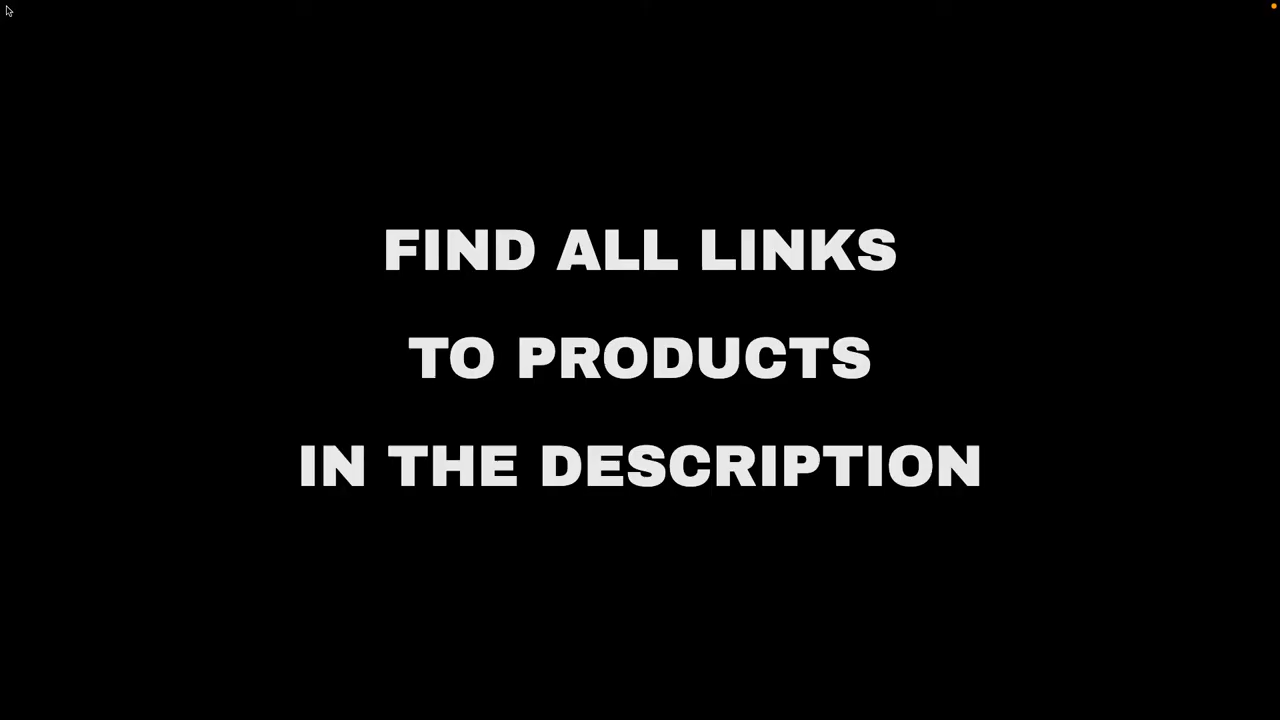 FIND ALL LINKS
TO PRODUCTS
IN THE DESCRIPTION